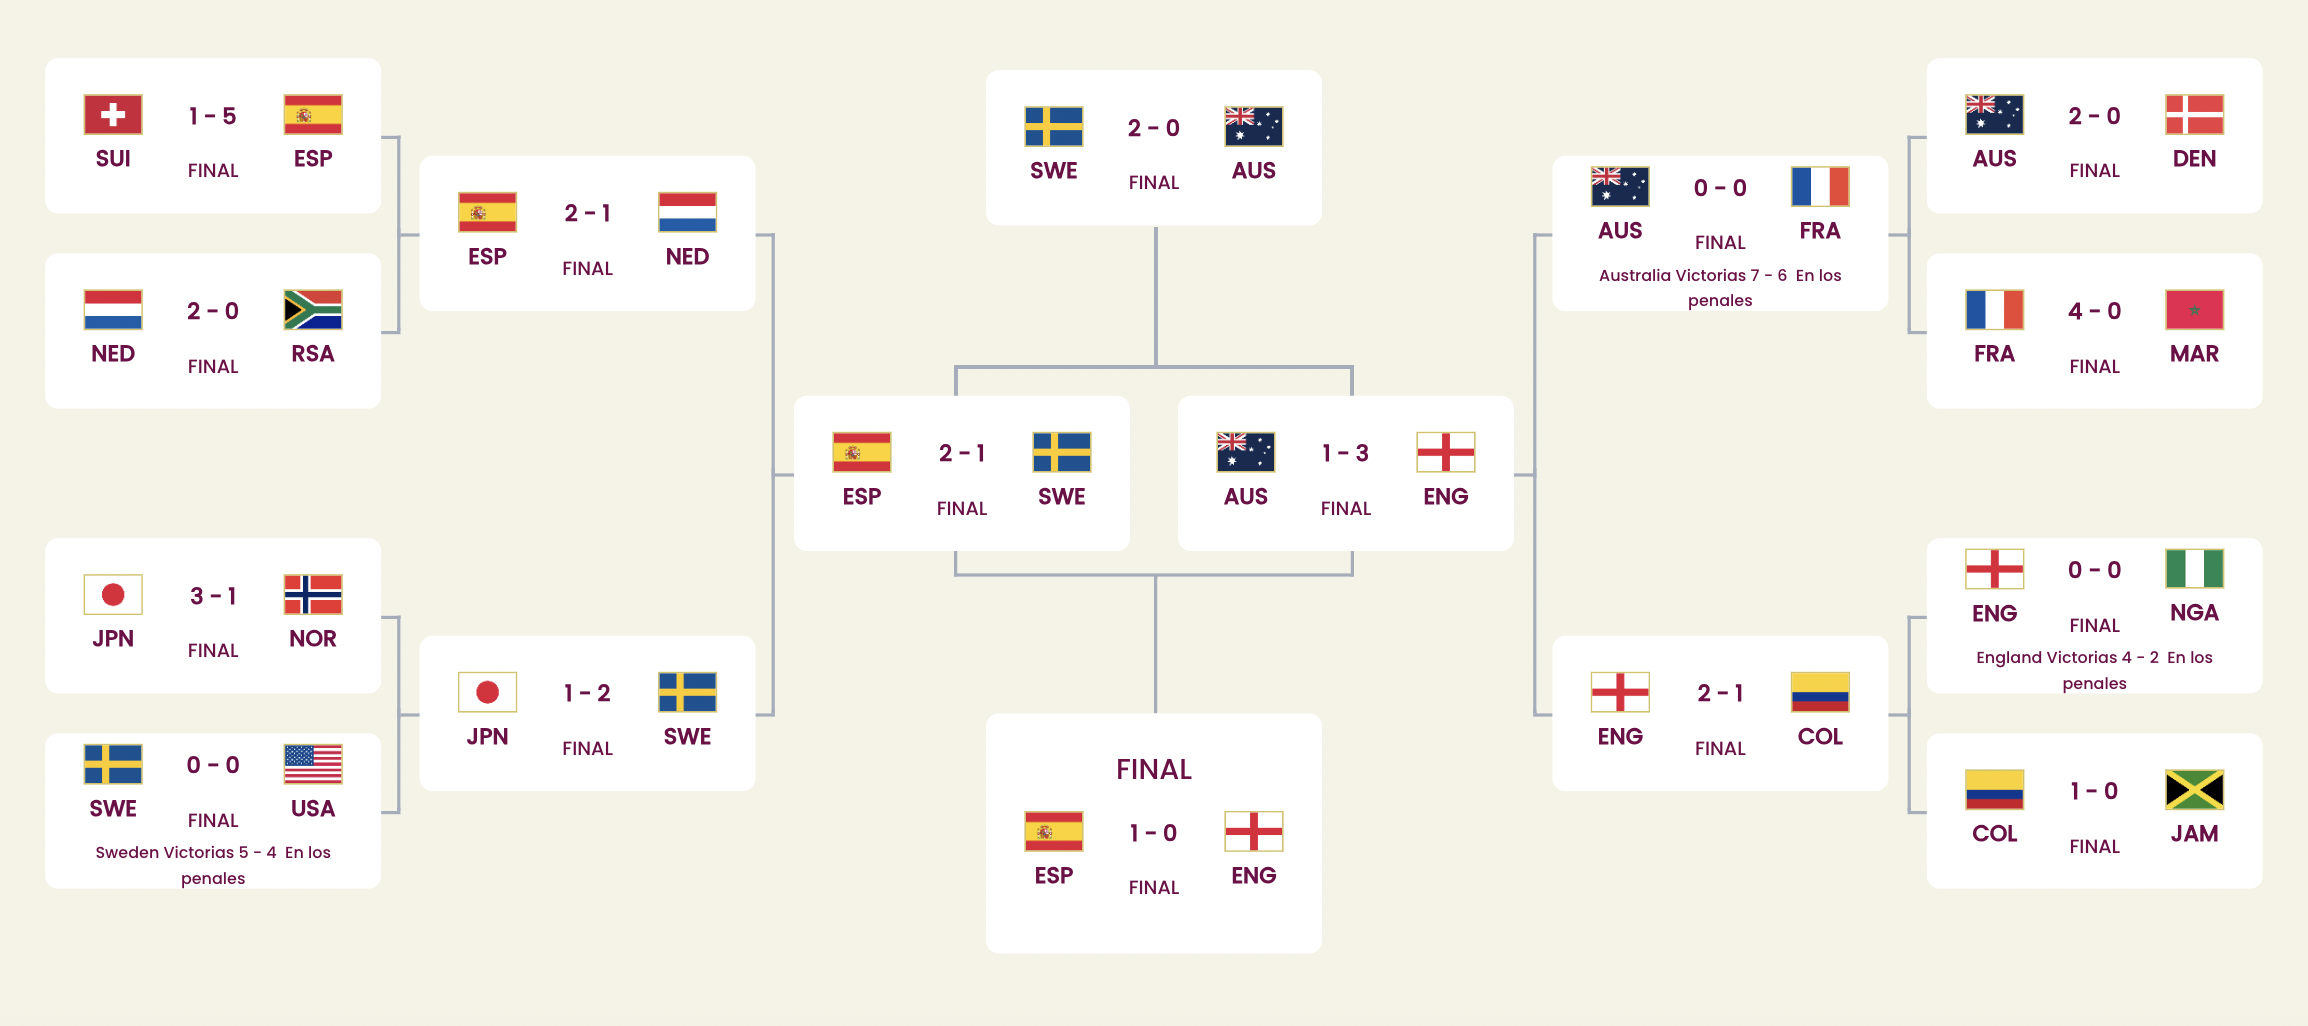 1 - 5
SUI ESP
FINAL
2 - 0
NED RSA
FINAL
3 - 1
JPN NOR
FINAL
0 - 0
SWE USA
FINAL
Sweden Victorias 5 - 4 En los
penales
2 - 1
ESP NED
FINAL
1 - 2
JPN SWE
FINAL
2 - 0
SWE AUS
FINAL
2 - 1
ESP SWE
FINAL
1 - 3
AUS ENG
FINAL
FINAL
1 - 0
ESP ENG
FINAL
0 - 0
AUS FRA
FINAL
Australia Victorias 7 - 6 En los
penales
2 - 1
ENG COL
FINAL
2 - 0
AUS DEN
FINAL
4 - 0
FRA MAR
FINAL
0 - 0
ENG NGA
FINAL
England Victorias 4 - 2 En los
penales
1 - 0
COL JAM
FINAL